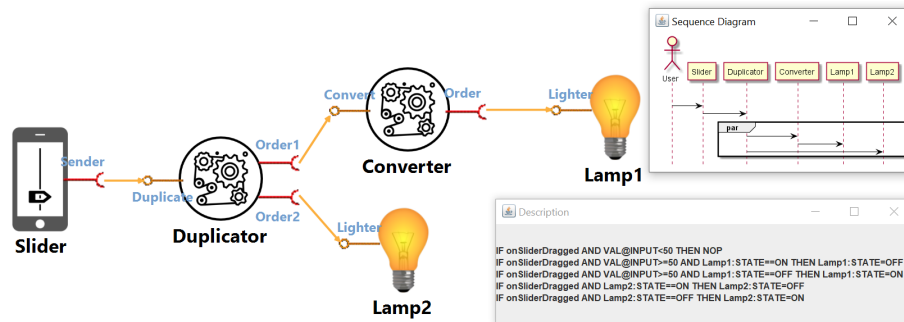 Sender
Slider
Duplicate
Duplicator
Order1
Order2
Convert
Converter
Order
Lighter
Lamp1
Lighter
Lamp2
Sequence Diagram
User
Slider
Duplicator
Converter
Lamp1
Lamp2
par
Description
IF onSliderDragged AND VAL@INPUT<50 THEN NOP
IF onSliderDragged AND VAL@INPUT>=50 AND Lamp1:STATE==ON THEN Lamp1:STATE=OFF
IF onSliderDragged AND VAL@INPUT>=50 AND Lamp1:STATE==OFF THEN Lamp1:STATE=ON
IF onSliderDragged AND Lamp2:STATE==ON THEN Lamp2:STATE=OFF
IF onSliderDragged AND Lamp2:STATE==OFF THEN Lamp2:STATE=ON